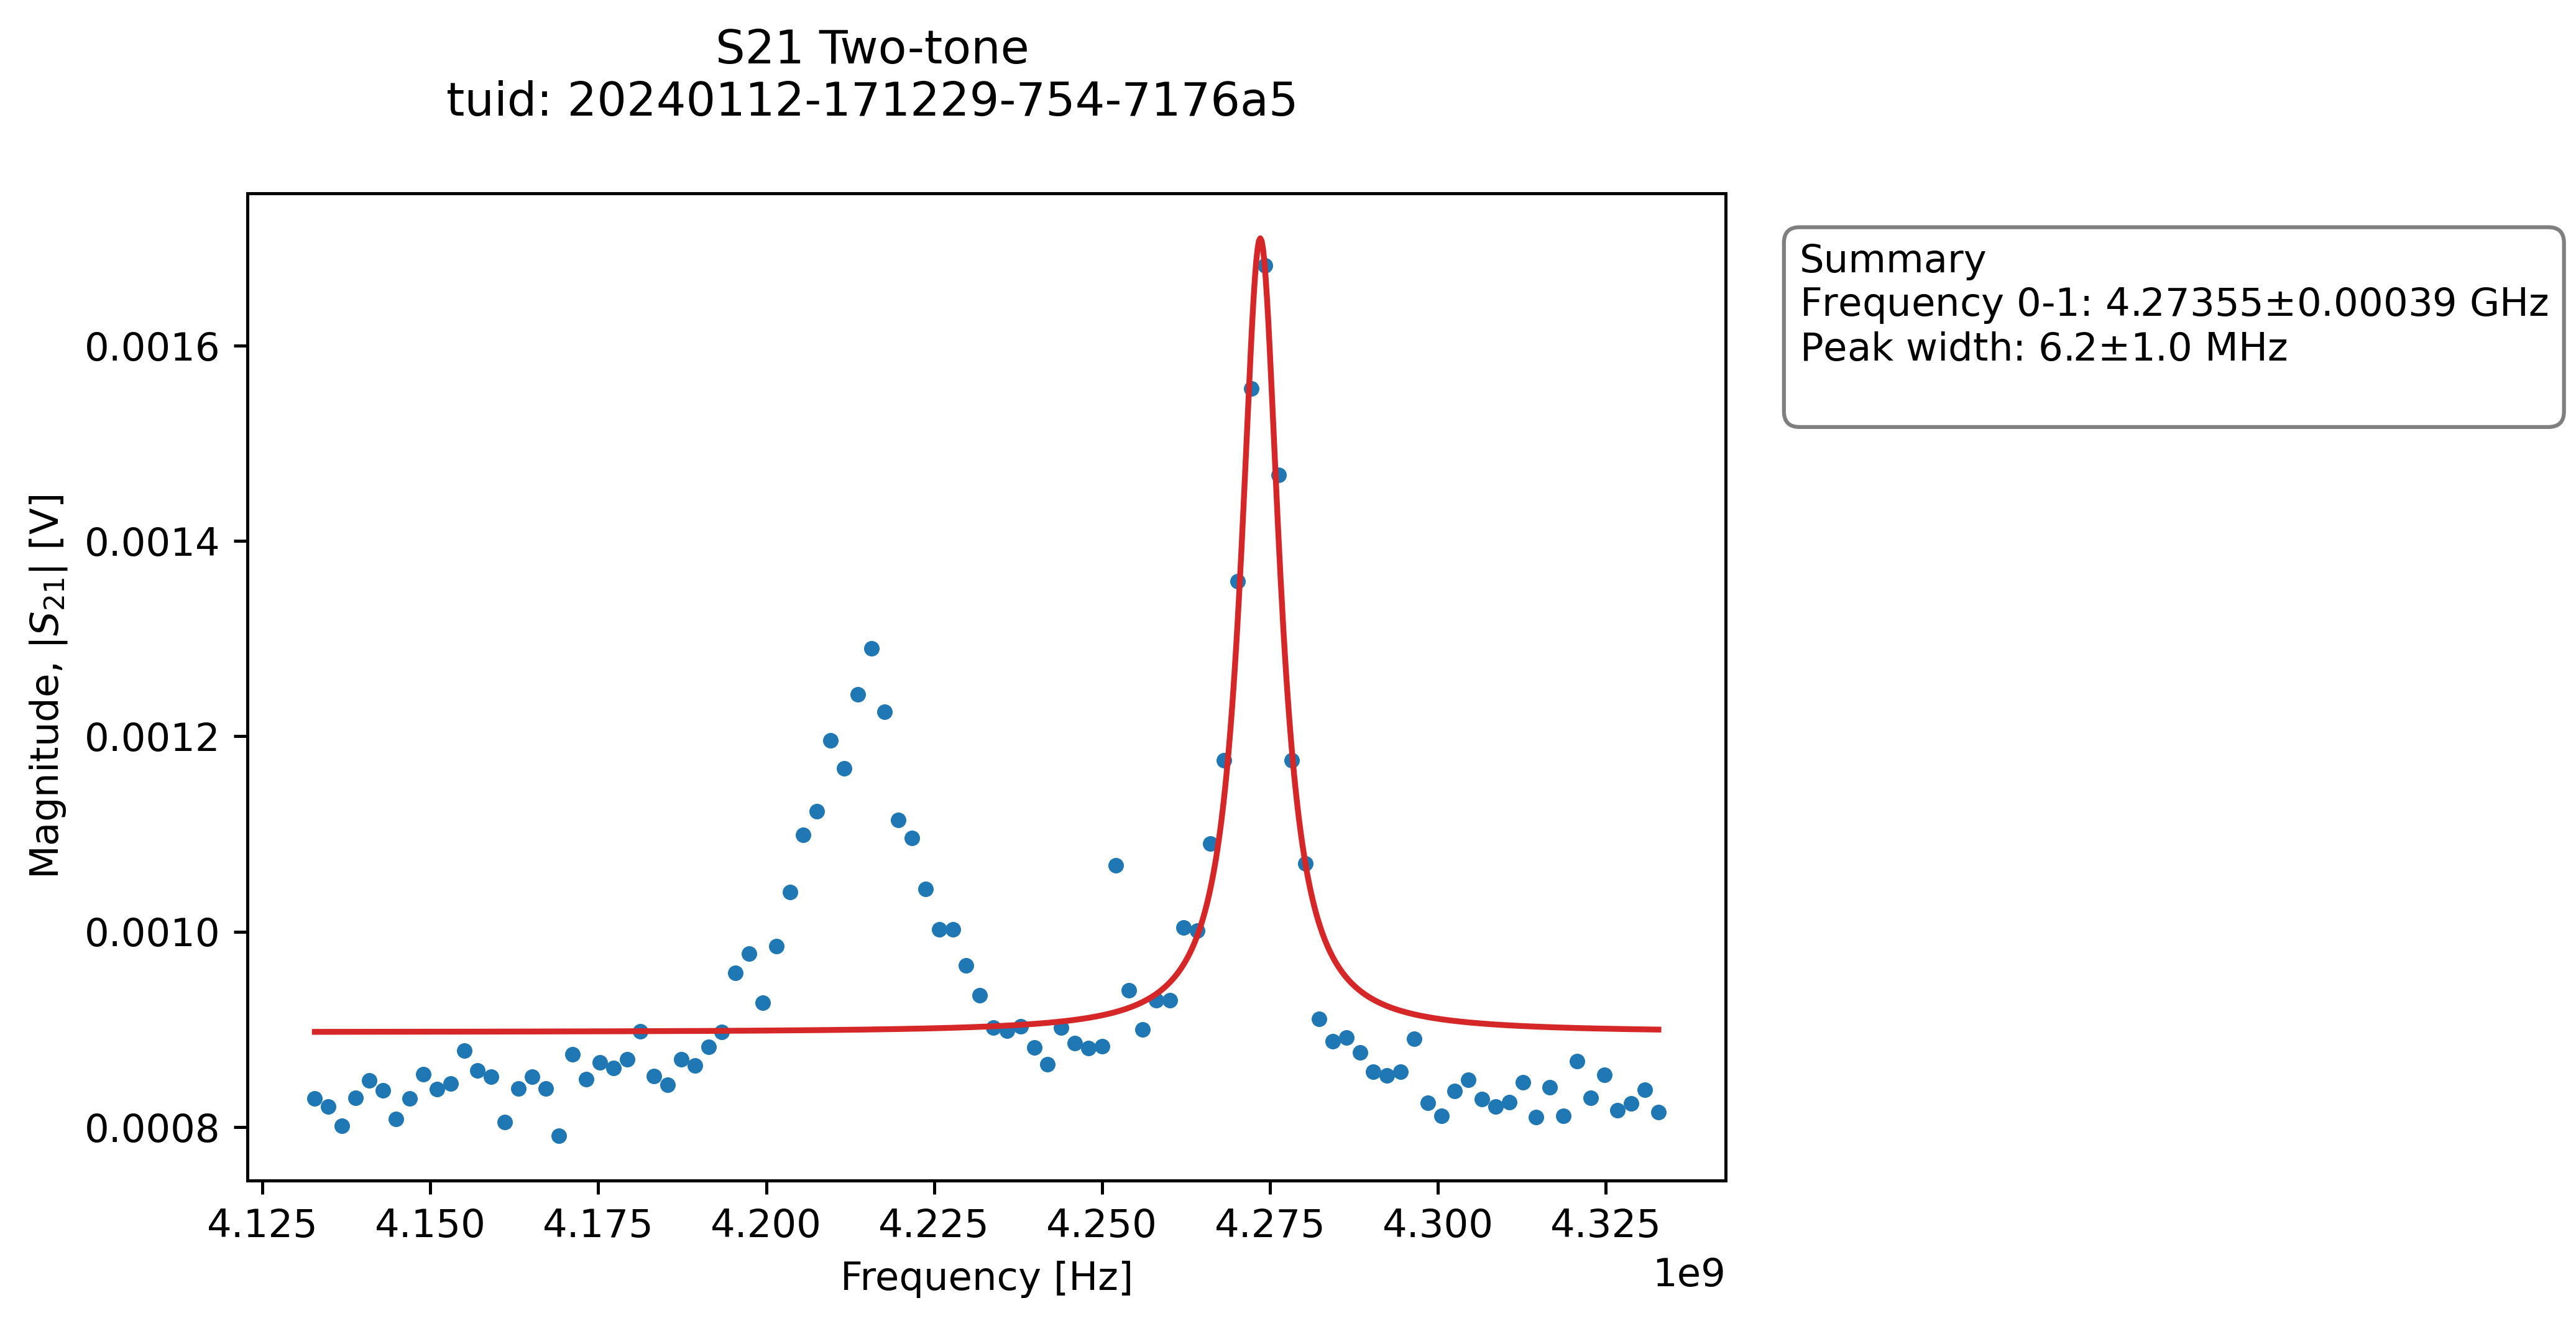 S21 Two-tone
tuid: 20240112-171229-754-7176a5
Summary
Frequency 0-1: 4.27355±0.00039 GHz
Peak width: 6.2±1.0 MHz
Magnitude, |S₂₁| [V]
0.0016
0.0014
0.0012
0.0010
0.0008
4.125 4.150 4.175 4.200 4.225 4.250 4.275 4.300 4.325
Frequency [Hz]
1e9